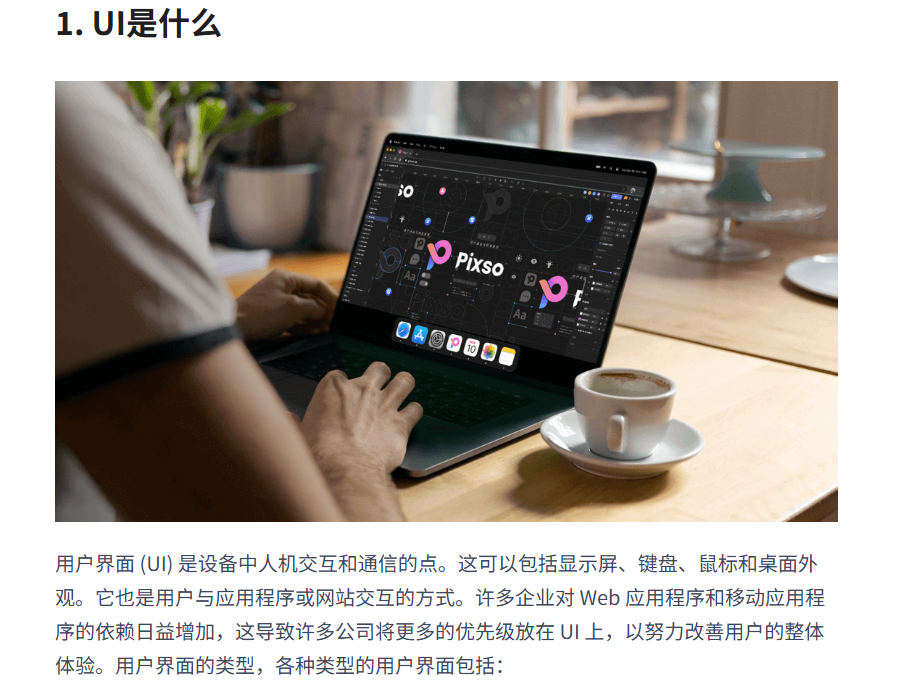 1. UI是什么
so
Pixso
Aa
Aa
10
用户界面 (UI) 是设备中人机交互和通信的点。这可以包括显示屏、键盘、鼠标和桌面外
观。它也是用户与应用程序或网站交互的方式。许多企业对 Web 应用程序和移动应用程
序的依赖日益增加，这导致许多公司将更多的优先级放在 UI 上，以努力改善用户的整体
体验。用户界面的类型，各种类型的用户界面包括：